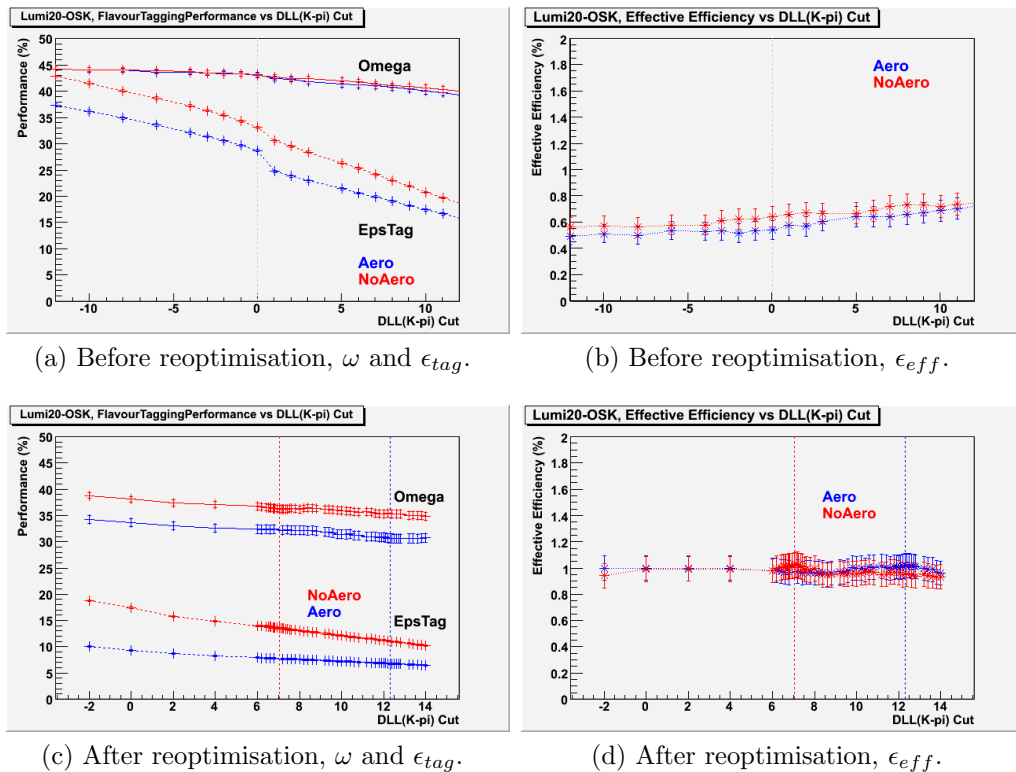 Lumi20-OSK, FlavourTaggingPerformance vs DLL(K-pi) Cut
Performance (%)
50
45
40
35
30
25
20
15
10
5
0
Omega
EpsTag
Aero
NoAero
-10 -5 0 5 10
DLL(K-pi) Cut
(a) Before reoptimisation, ω and ϵtag.
Lumi20-OSK, Effective Efficiency vs DLL(K-pi) Cut
Effective Efficiency (%)
2
1.8
1.6
1.4
1.2
1
0.8
0.6
0.4
0.2
0
Aero
NoAero
-10 -5 0 5 10
DLL(K-pi) Cut
(b) Before reoptimisation, ϵeff.
Lumi20-OSK, FlavourTaggingPerformance vs DLL(K-pi) Cut
Performance (%)
50
45
40
35
30
25
20
15
10
5
0
Omega
NoAero
Aero
EpsTag
-2 0 2 4 6 8 10 12 14
DLL(K-pi) Cut
(c) After reoptimisation, ω and ϵtag.
Lumi20-OSK, Effective Efficiency vs DLL(K-pi) Cut
Effective Efficiency (%)
2
1.8
1.6
1.4
1.2
1
0.8
0.6
0.4
0.2
0
Aero
NoAero
-2 0 2 4 6 8 10 12 14
DLL(K-pi) Cut
(d) After reoptimisation, ϵeff.